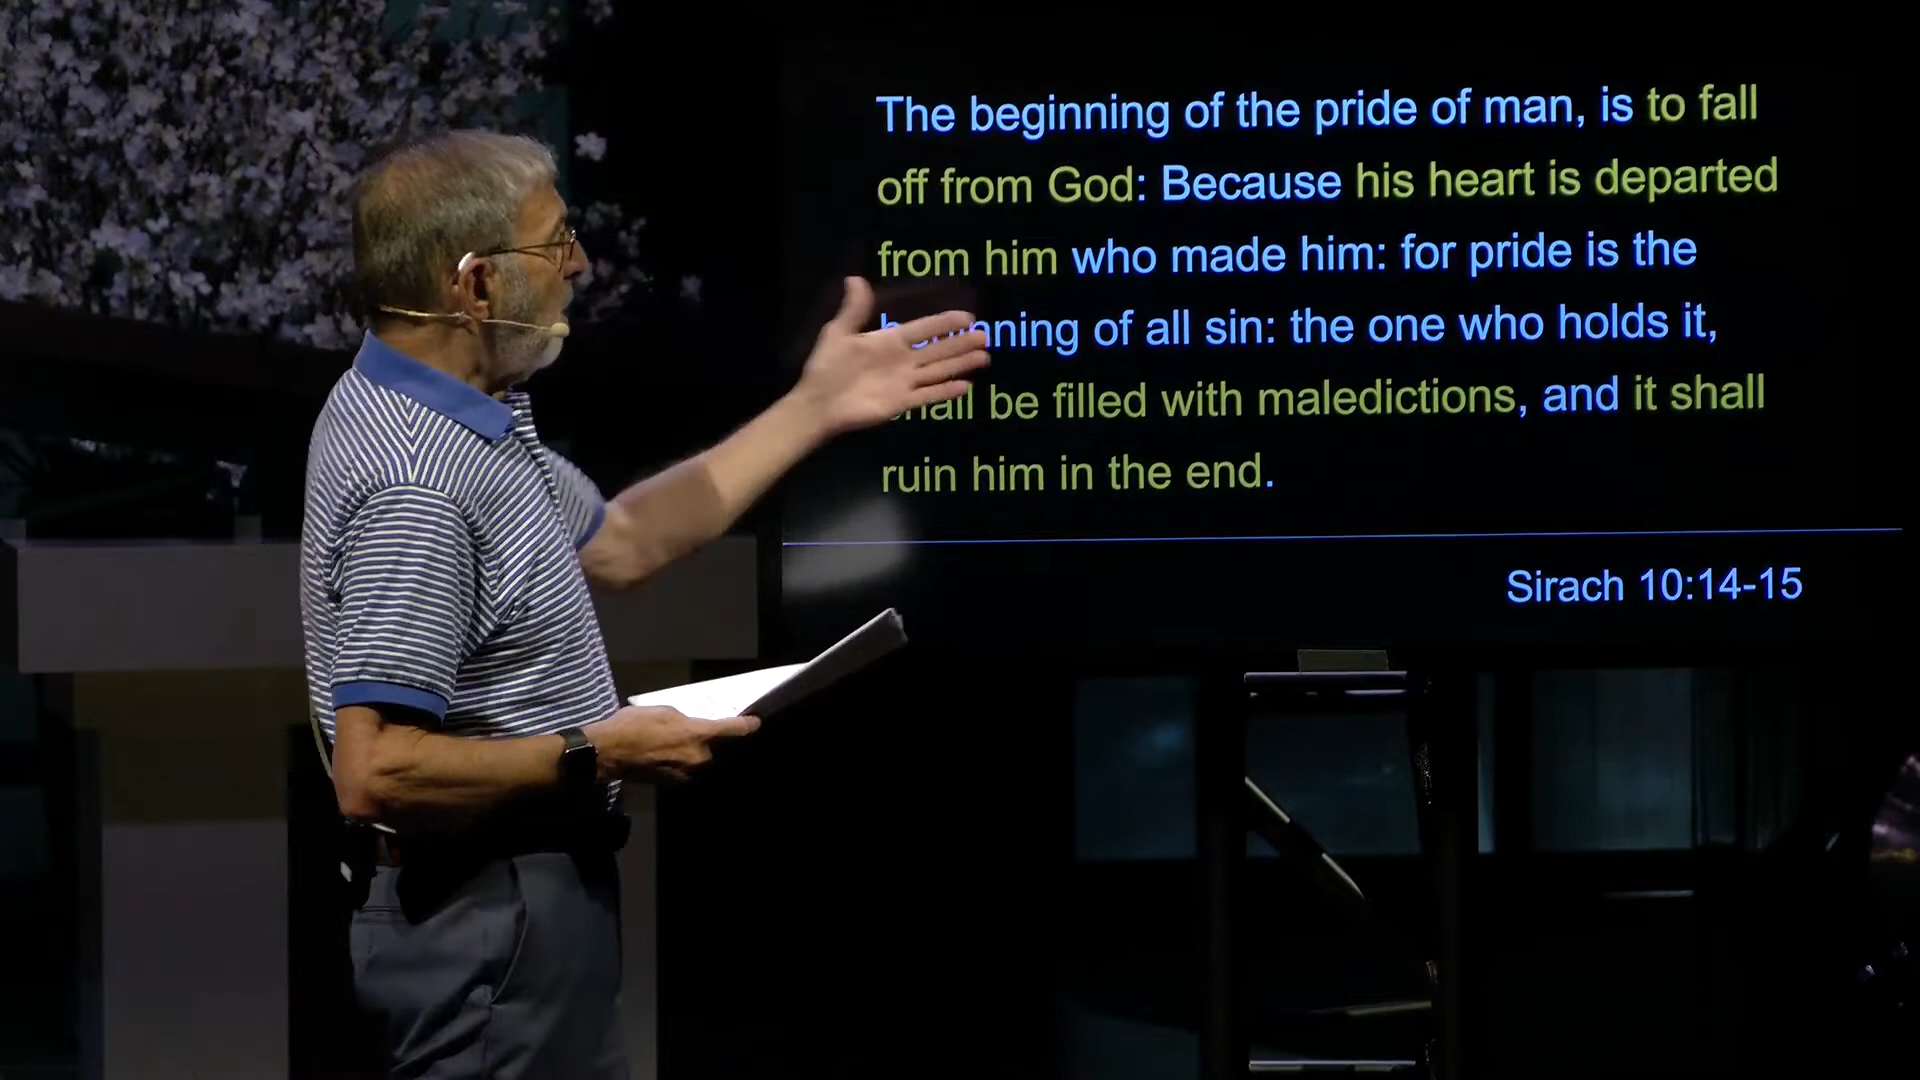 The beginning of the pride of man, is to fall
off from God: Because his heart is departed
from him who made him: for pride is the
beginning of all sin: the one who holds it,
shall be filled with maledictions, and it shall
ruin him in the end.
Sirach 10:14-15